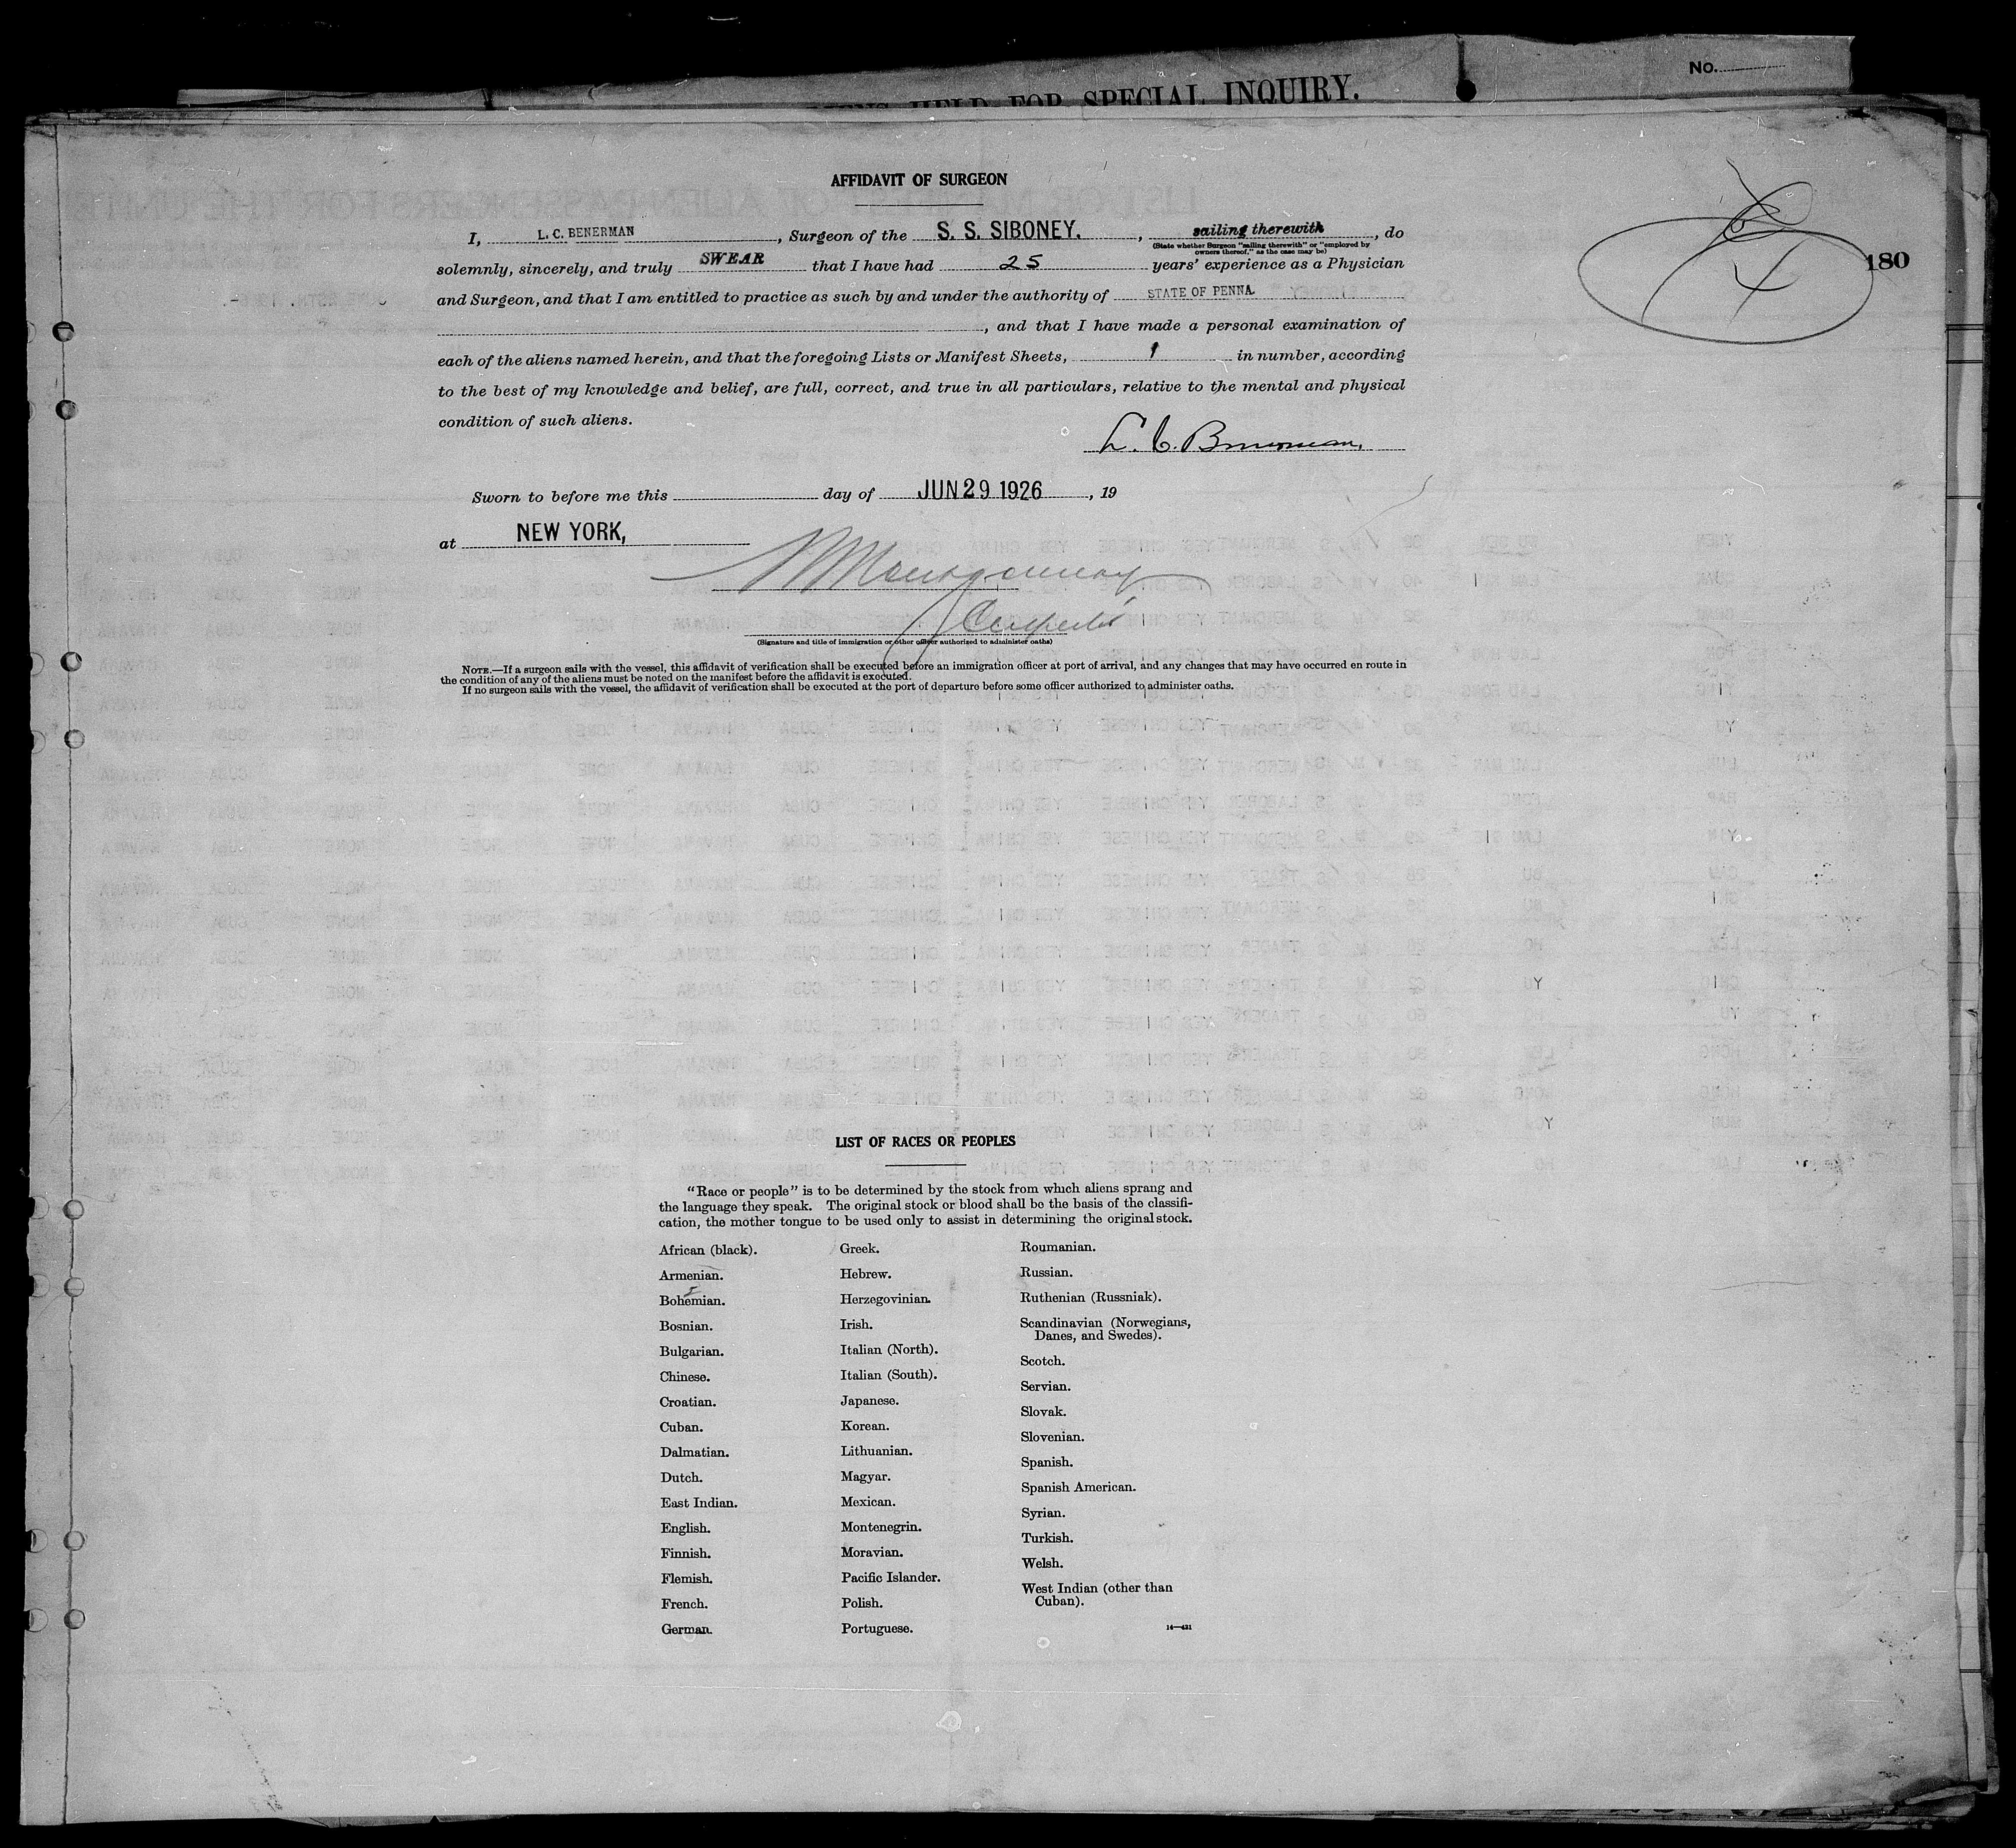 HELD FOR SPECIAL INQUIRY.
No.
AFFIDAVIT OF SURGEON
180
4
I, L. C. BENERMAN, Surgeon of the S. S. SIBONEY., sailing therewith, do
(State whether Surgeon "sailing therewith" or "employed by
owners thereof," as the case may be)
solemnly, sincerely, and truly SWEAR that I have had 25 years' experience as a Physician
and Surgeon, and that I am entitled to practice as such by and under the authority of STATE OF PENNA.
, and that I have made a personal examination of
each of the aliens named herein, and that the foregoing Lists or Manifest Sheets, 1 in number, according
to the best of my knowledge and belief, are full, correct, and true in all particulars, relative to the mental and physical
condition of such aliens.
L. C. Benerman,
Sworn to before me this day of JUN 29 1926, 19
at NEW YORK,
Montgomery
(Signature and title of immigration or other officer authorized to administer oaths)
NOTE.—If a surgeon sails with the vessel, this affidavit of verification shall be executed before an immigration officer at port of arrival, and any changes that may have occurred en route in
the condition of any of the aliens must be noted on the manifest before the affidavit is executed.
If no surgeon sails with the vessel, the affidavit of verification shall be executed at the port of departure before some officer authorized to administer oaths.
LIST OF RACES OR PEOPLES
"Race or people" is to be determined by the stock from which aliens sprang and
the language they speak. The original stock or blood shall be the basis of the classifi-
cation, the mother tongue to be used only to assist in determining the original stock.
African (black).
Armenian.
Bohemian.
Bosnian.
Bulgarian.
Chinese.
Croatian.
Cuban.
Dalmatian.
Dutch.
East Indian.
English.
Finnish.
Flemish.
French.
German.
Greek.
Hebrew.
Herzegovinian.
Irish.
Italian (North).
Italian (South).
Japanese.
Korean.
Lithuanian.
Magyar.
Mexican.
Montenegrin.
Moravian.
Pacific Islander.
Polish.
Portuguese.
Roumanian.
Russian.
Ruthenian (Russniak).
Scandinavian (Norwegians,
Danes, and Swedes).
Scotch.
Servian.
Slovak.
Slovenian.
Spanish.
Spanish American.
Syrian.
Turkish.
Welsh.
West Indian (other than
Cuban).
14—431